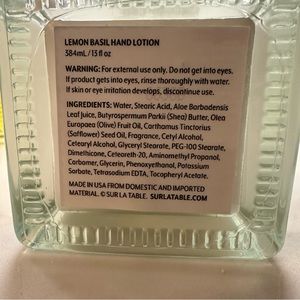 LEMON BASIL HAND LOTION
384mL / 13 fl oz
WARNING: For external use only. Do not get into eyes.
If product gets into eyes, rinse thoroughly with water.
If skin or eye irritation develops, discontinue use.
INGREDIENTS: Water, Stearic Acid, Aloe Barbadensis
Leaf Juice, Butyrospermum Parkii (Shea) Butter, Olea
Europaea (Olive) Fruit Oil, Carthamus Tinctorius
(Safflower) Seed Oil, Fragrance, Cetyl Alcohol,
Cetearyl Alcohol, Glyceryl Stearate, PEG-100 Stearate,
Dimethicone, Ceteareth-20, Aminomethyl Propanol,
Carbomer, Glycerin, Phenoxyethanol, Potassium
Sorbate, Tetrasodium EDTA, Tocopheryl Acetate.
MADE IN USA FROM DOMESTIC AND IMPORTED
MATERIAL. © SUR LA TABLE. SURLATABLE.COM